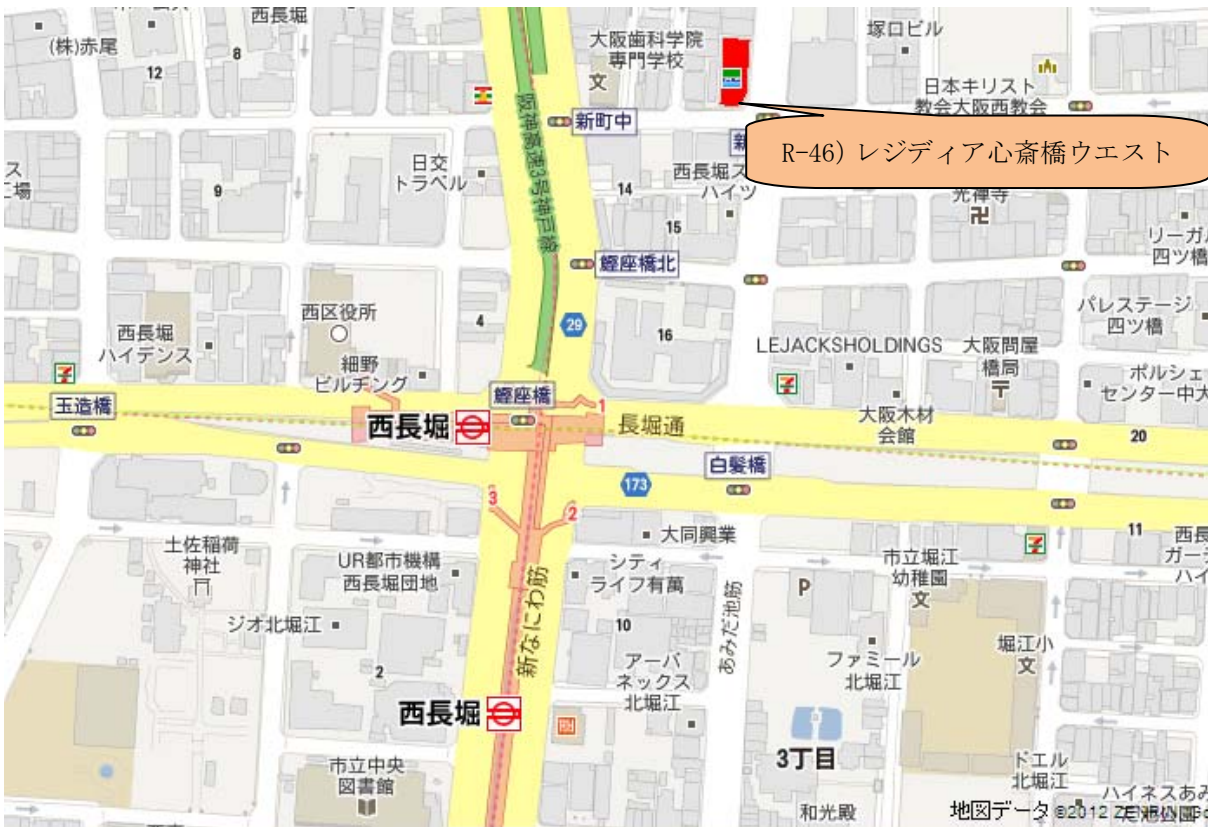 西長堀
(株)赤尾
8
12
大阪歯科学院
専門学校
文
塚口ビル
日本キリスト
教会大阪西教会
阪神高速3号神戸線
新町中
R-46) レジディア心斎橋ウエスト
日交
トラベル
9
14
西長堀ス
ハイツ
15
光禅寺
卍
リーガル
四ツ橋
鰹座橋北
西区役所
4
29
16
西長堀
ハイデンス
細野
ビルヂング
LEJACKSHOLDINGS
大阪問屋
橋局
〒
パレステージ
四ツ橋
ポルシェ
センター中大
玉造橋
鰹座橋
1
西長堀
長堀通
大阪木材
会館
20
白髪橋
173
3
2
大同興業
11
西長
ガーデ
ハイ
土佐稲荷
神社
UR都市機構
西長堀団地
シティ
ライフ有萬
P
市立堀江
幼稚園
文
新なにわ筋
あみだ池筋
ジオ北堀江
10
堀江小
文
2
アーバ
ネックス
北堀江
ファミール
北堀江
西長堀
RH
3丁目
市立中央
図書館
ドエル
北堀江
和光殿
ハイネスあみ
地図データ ©2012 ZENRIN